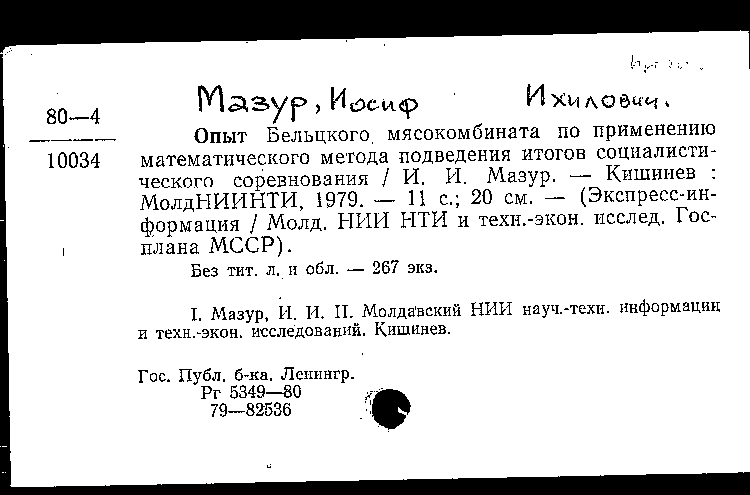 Мазур, Иосиф Ихилович.
80—4
10034
Опыт Бельцкого мясокомбината по применению
математического метода подведения итогов социалисти-
ческого соревнования / И. И. Мазур. — Кишинев :
МолдНИИНТИ, 1979. — 11 с.; 20 см. — (Экспресс-ин-
формация / Молд. НИИ НТИ и техн.-экон. исслед. Гос-
плана МССР).
Без тит. л. и обл. — 267 экз.
I. Мазур, И. И. II. Молдавский НИИ науч.-техн. информации
и техн.-экон. исследований. Кишинев.
Гос. Публ. б-ка. Ленингр.
Рг 5349—80
79—82536